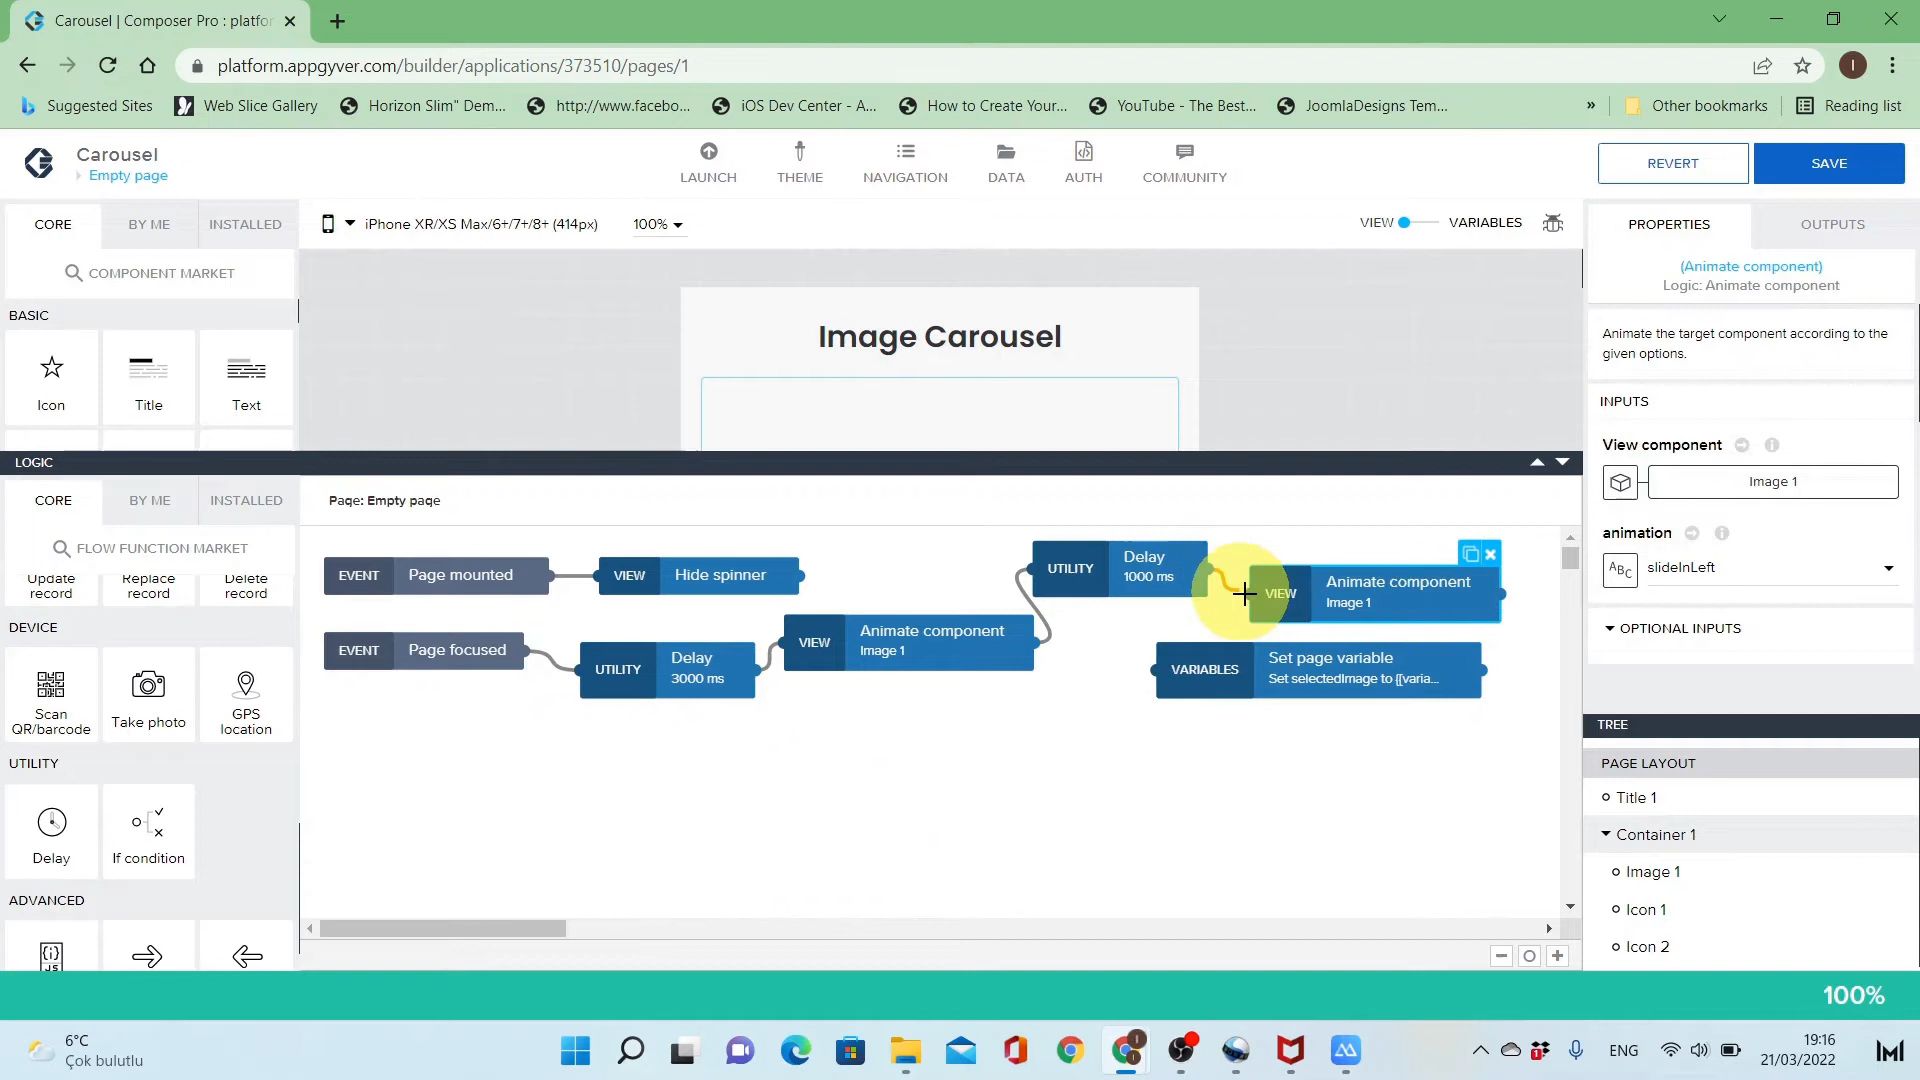 Carousel | Composer Pro : platfo
platform.appgyver.com/builder/applications/373510/pages/1
I
Suggested Sites
Web Slice Gallery
Horizon Slim" Dem...
http://www.facebo...
iOS Dev Center - A...
How to Create Your...
YouTube - The Best...
JoomlaDesigns Tem...
»
Other bookmarks
Reading list
Carousel
Empty page
LAUNCH
THEME
NAVIGATION
DATA
AUTH
COMMUNITY
REVERT
SAVE
CORE
BY ME
INSTALLED
iPhone XR/XS Max/6+/7+/8+ (414px)
100%
VIEW
VARIABLES
PROPERTIES
OUTPUTS
COMPONENT MARKET
(Animate component)
Logic: Animate component
BASIC
Icon
Title
Text
Image Carousel
Animate the target component according to the
given options.
INPUTS
View component
Image 1
animation
ABC
slideInLeft
OPTIONAL INPUTS
LOGIC
CORE
BY ME
INSTALLED
Page: Empty page
FLOW FUNCTION MARKET
Update
record
Replace
record
Delete
record
DEVICE
Scan
QR/barcode
Take photo
GPS
location
UTILITY
Delay
If condition
ADVANCED
JS
EVENT
Page mounted
VIEW
Hide spinner
UTILITY
Delay
1000 ms
VIEW
Animate component
Image 1
EVENT
Page focused
UTILITY
Delay
3000 ms
VIEW
Animate component
Image 1
VARIABLES
Set page variable
Set selectedImage to {[varia...
TREE
PAGE LAYOUT
Title 1
Container 1
Image 1
Icon 1
Icon 2
100%
6°C
Çok bulutlu
1
ENG
19:16
21/03/2022